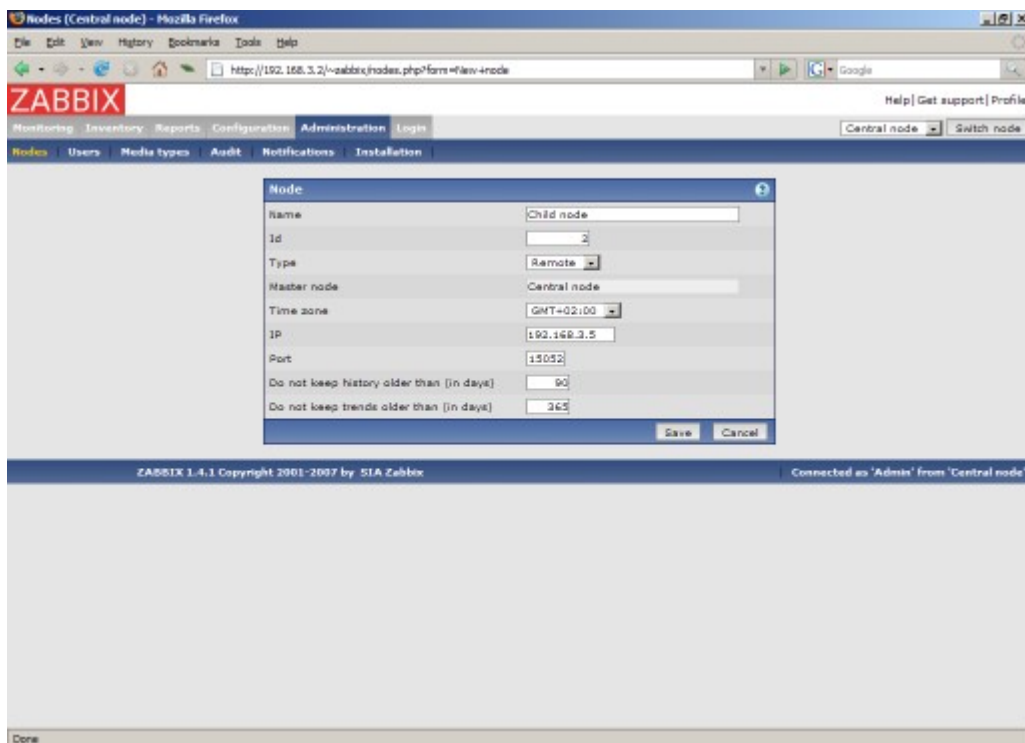 Nodes (Central node) - Mozilla Firefox
File Edit View History Bookmarks Tools Help
http://192.168.3.2/~zabbix/nodes.php?form=New+node
Google
ZABBIX
Help | Get support | Profile
Monitoring Inventory Reports Configuration Administration Login
Central node Switch node
Nodes | Users | Media types | Audit | Notifications | Installation |
Node
Name Child node
Id 2
Type Remote
Master node Central node
Time zone GMT+02:00
IP 192.168.3.5
Port 15052
Do not keep history older than (in days) 90
Do not keep trends older than (in days) 365
Save Cancel
ZABBIX 1.4.1 Copyright 2001-2007 by SIA Zabbix
Connected as 'Admin' from 'Central node'
Done